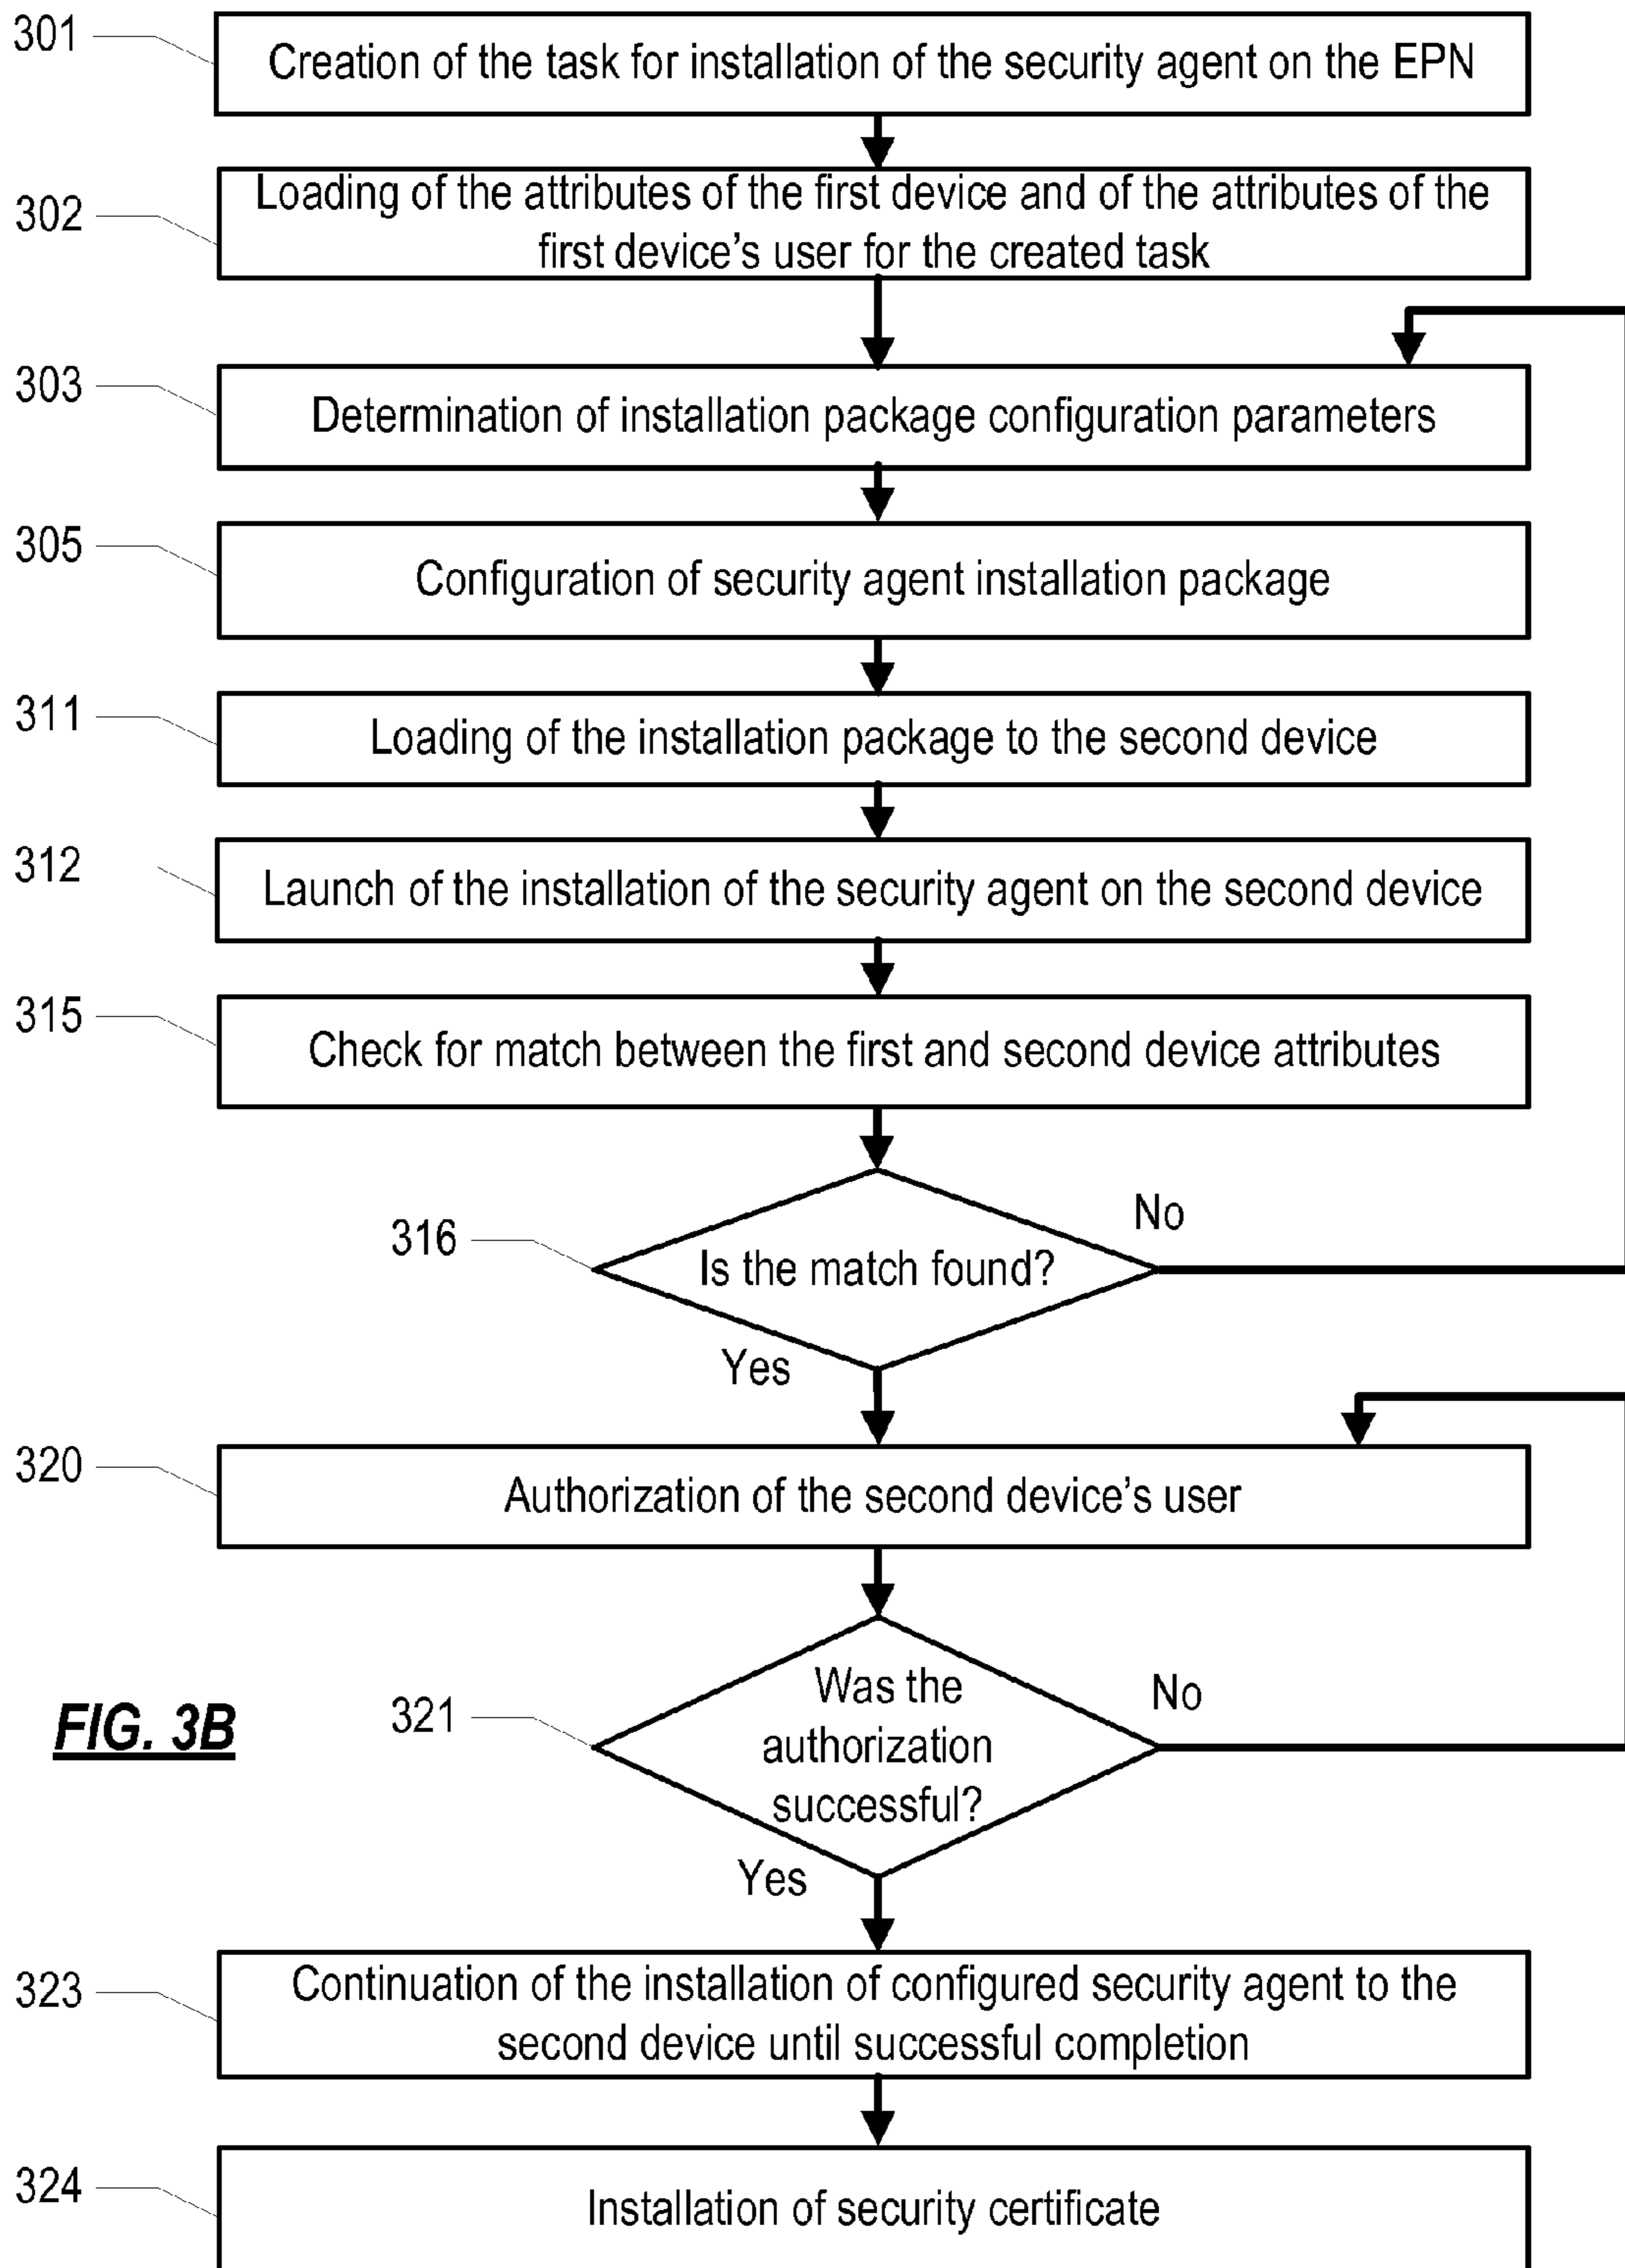 301
Creation of the task for installation of the security agent on the EPN
302
Loading of the attributes of the first device and of the attributes of the
first device's user for the created task
303
Determination of installation package configuration parameters
305
Configuration of security agent installation package
311
Loading of the installation package to the second device
312
Launch of the installation of the security agent on the second device
315
Check for match between the first and second device attributes
316
Is the match found?
No
Yes
320
Authorization of the second device's user
321
Was the
authorization
successful?
No
Yes
FIG. 3B
323
Continuation of the installation of configured security agent to the
second device until successful completion
324
Installation of security certificate